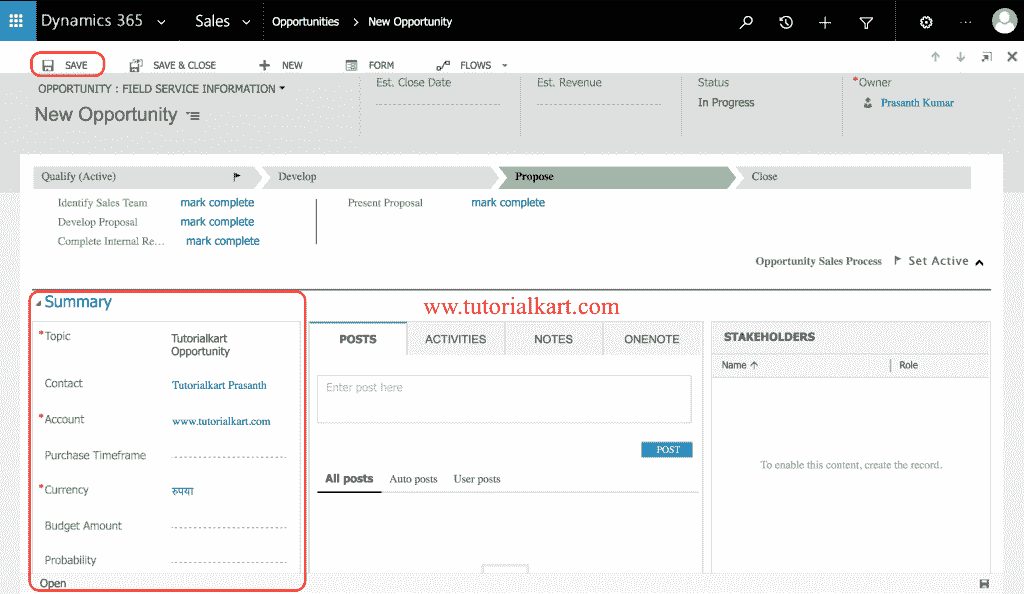 Dynamics 365 Sales Opportunities New Opportunity
SAVE SAVE & CLOSE NEW FORM FLOWS
OPPORTUNITY : FIELD SERVICE INFORMATION
New Opportunity
Est. Close Date
Est. Revenue
Status
In Progress
*Owner
Prasanth Kumar
Qualify (Active) Develop Propose Close
Identify Sales Team mark complete Present Proposal mark complete
Develop Proposal mark complete
Complete Internal Re... mark complete
Opportunity Sales Process Set Active
Summary
www.tutorialkart.com
*Topic Tutorialkart
Opportunity
Contact Tutorialkart Prasanth
*Account www.tutorialkart.com
Purchase Timeframe
*Currency रुपया
Budget Amount
Probability
Open
POSTS ACTIVITIES NOTES ONENOTE
Enter post here
POST
All posts Auto posts User posts
STAKEHOLDERS
Name Role
To enable this content, create the record.